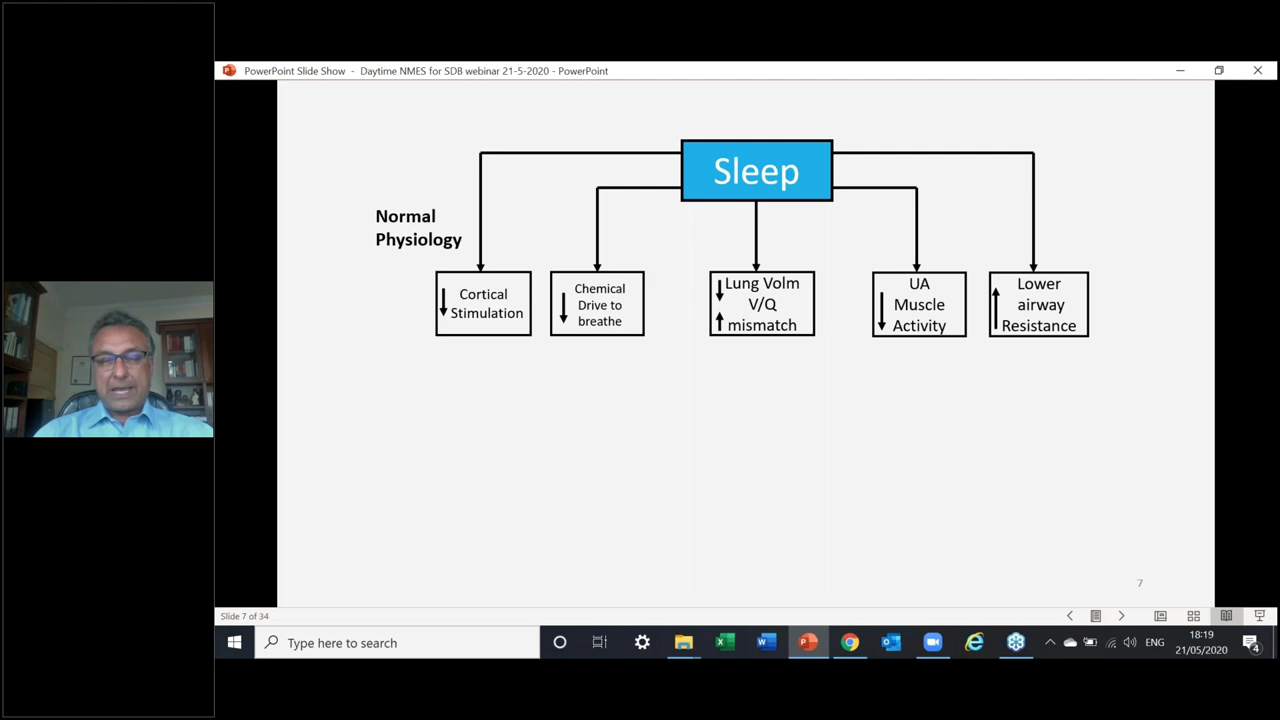 PowerPoint Slide Show - Daytime NMES for SDB webinar 21-5-2020 - PowerPoint
Sleep
Normal
Physiology
Cortical
Stimulation
Chemical
Drive to
breathe
Lung Volm
V/Q
mismatch
UA
Muscle
Activity
Lower
airway
Resistance
7
Slide 7 of 34
Type here to search
ENG
18:19
21/05/2020
4